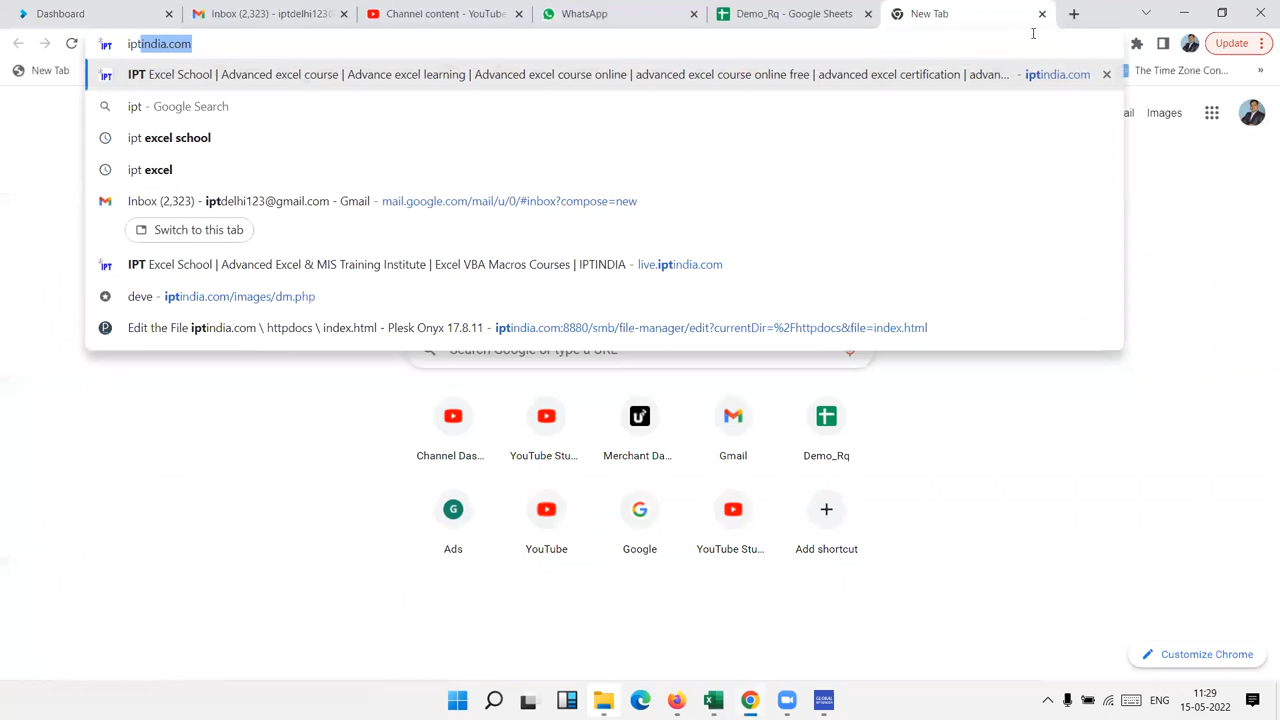 Dashboard
Inbox (2,323) - iptdelhi123@
Channel content - YouTube
WhatsApp
Demo_Rq - Google Sheets
New Tab
iptindia.com
Update
New Tab
IPT Excel School | Advanced excel course | Advance excel learning | Advanced excel course online | advanced excel course online free | advanced excel certification | advan... - iptindia.com
The Time Zone Con...
»
ipt - Google Search
ail Images
ipt excel school
ipt excel
Inbox (2,323) - iptdelhi123@gmail.com - Gmail - mail.google.com/mail/u/0/#inbox?compose=new
Switch to this tab
IPT Excel School | Advanced Excel & MIS Training Institute | Excel VBA Macros Courses | IPTINDIA - live.iptindia.com
deve - iptindia.com/images/dm.php
Edit the File iptindia.com \ httpdocs \ index.html - Plesk Onyx 17.8.11 - iptindia.com:8880/smb/file-manager/edit?currentDir=%2Fhttpdocs&file=index.html
Search Google or type a URL
Channel Das...
YouTube Stu...
Merchant Da...
Gmail
Demo_Rq
Ads
YouTube
Google
YouTube Stu...
Add shortcut
Customize Chrome
ENG
11:29
15-05-2022